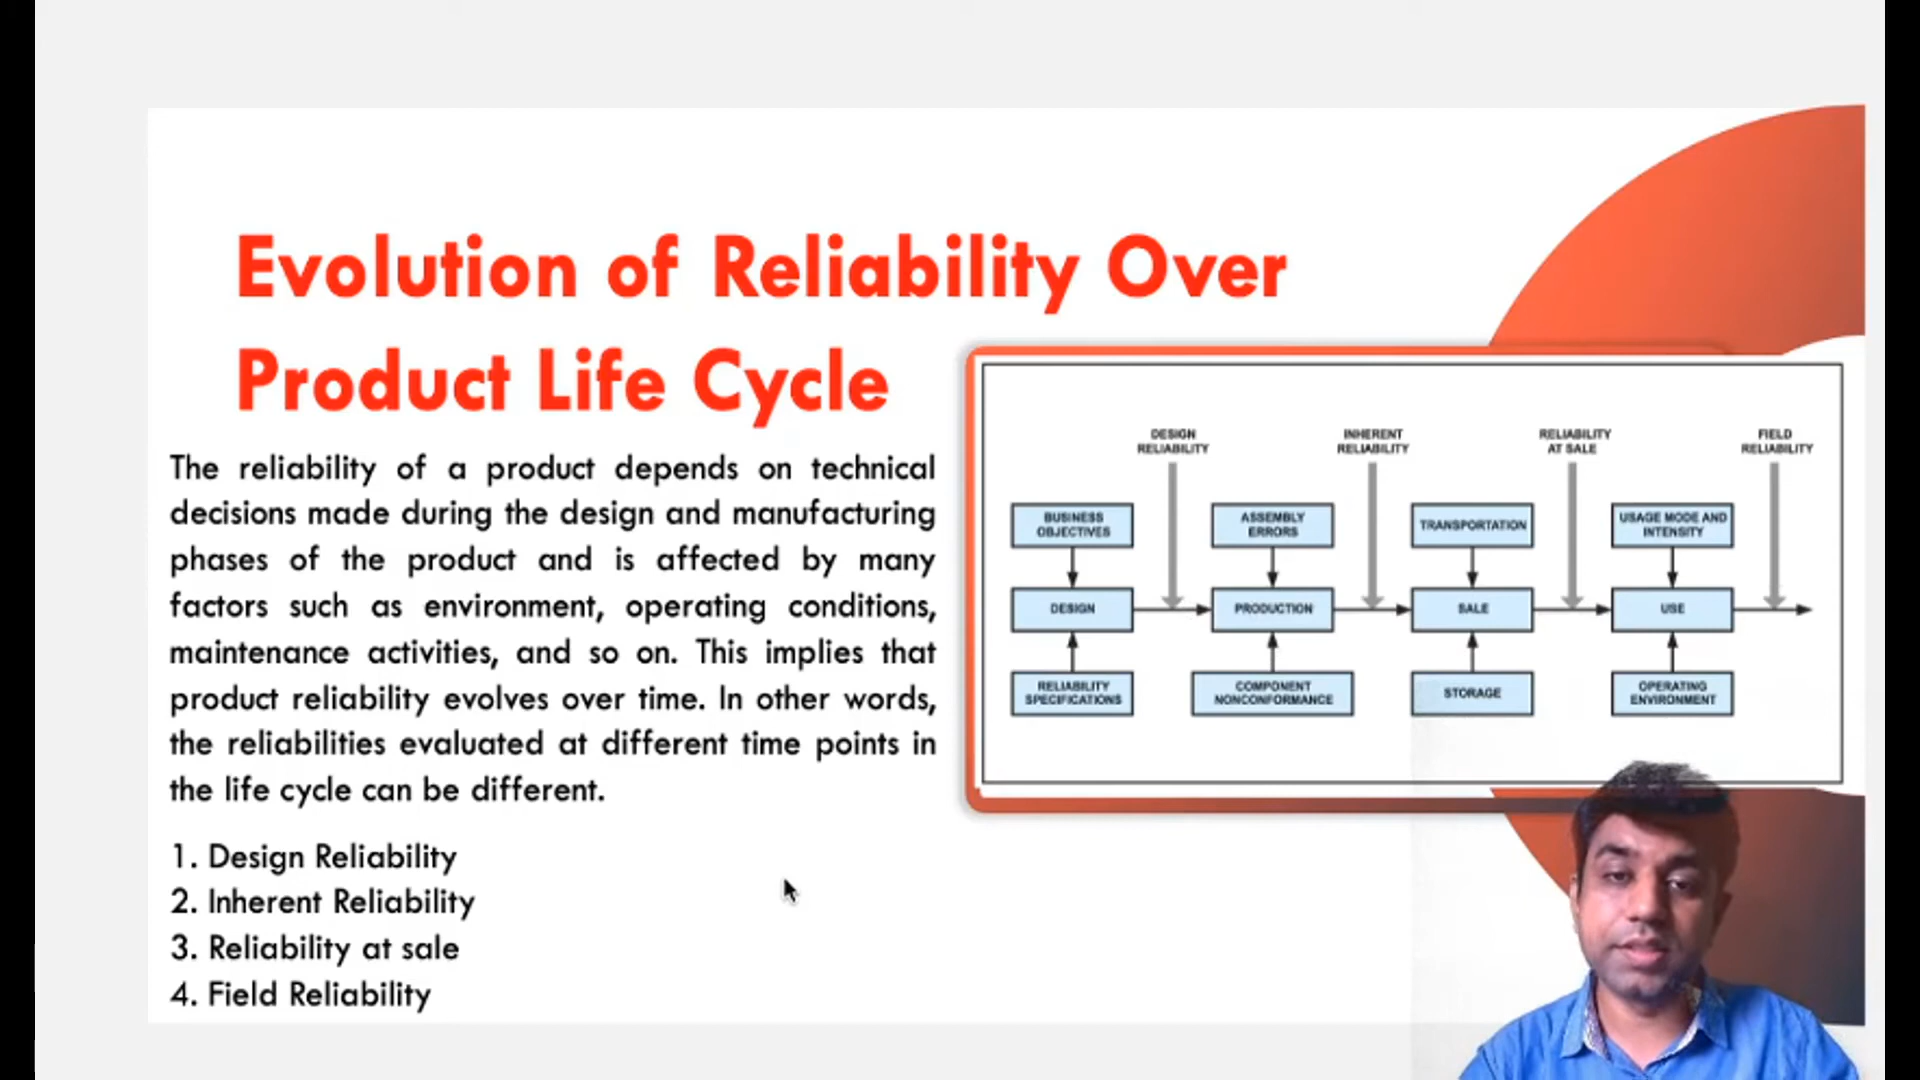 Evolution of Reliability Over
Product Life Cycle
The reliability of a product depends on technical
decisions made during the design and manufacturing
phases of the product and is affected by many
factors such as environment, operating conditions,
maintenance activities, and so on. This implies that
product reliability evolves over time. In other words,
the reliabilities evaluated at different time points in
the life cycle can be different.
1. Design Reliability
2. Inherent Reliability
3. Reliability at sale
4. Field Reliability
DESIGN
RELIABILITY
INHERENT
RELIABILITY
RELIABILITY
AT SALE
FIELD
RELIABILITY
BUSINESS
OBJECTIVES
ASSEMBLY
ERRORS
TRANSPORTATION
USAGE MODE AND
INTENSITY
DESIGN
PRODUCTION
SALE
USE
RELIABILITY
SPECIFICATIONS
COMPONENT
NONCONFORMANCE
STORAGE
OPERATING
ENVIRONMENT